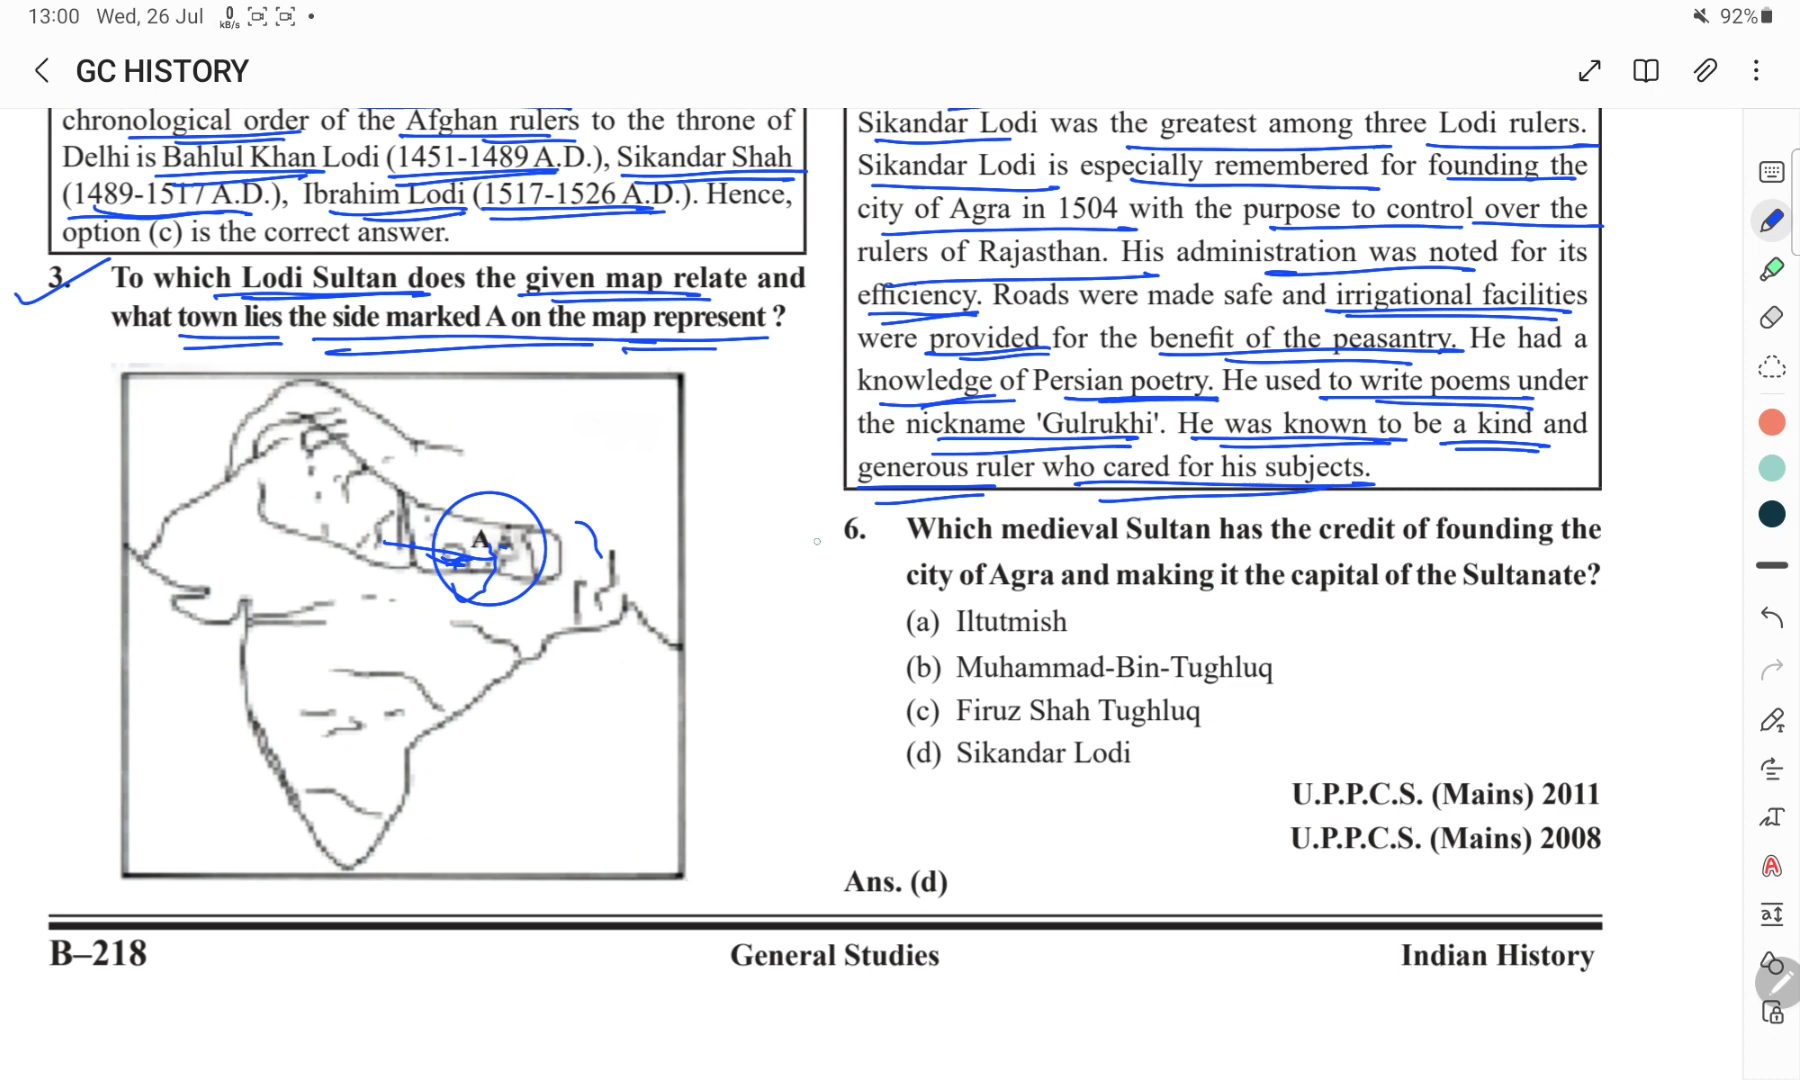 13:00 Wed, 26 Jul 0 kB/s 92%
GC HISTORY
chronological order of the Afghan rulers to the throne of
Delhi is Bahlul Khan Lodi (1451-1489 A.D.), Sikandar Shah
(1489-1517 A.D.), Ibrahim Lodi (1517-1526 A.D.). Hence,
option (c) is the correct answer.
3. To which Lodi Sultan does the given map relate and
what town lies the side marked A on the map represent ?
A
B–218
Sikandar Lodi was the greatest among three Lodi rulers.
Sikandar Lodi is especially remembered for founding the
city of Agra in 1504 with the purpose to control over the
rulers of Rajasthan. His administration was noted for its
efficiency. Roads were made safe and irrigational facilities
were provided for the benefit of the peasantry. He had a
knowledge of Persian poetry. He used to write poems under
the nickname 'Gulrukhi'. He was known to be a kind and
generous ruler who cared for his subjects.
6. Which medieval Sultan has the credit of founding the
city of Agra and making it the capital of the Sultanate?
(a) Iltutmish
(b) Muhammad-Bin-Tughluq
(c) Firuz Shah Tughluq
(d) Sikandar Lodi
U.P.P.C.S. (Mains) 2011
U.P.P.C.S. (Mains) 2008
Ans. (d)
General Studies
Indian History